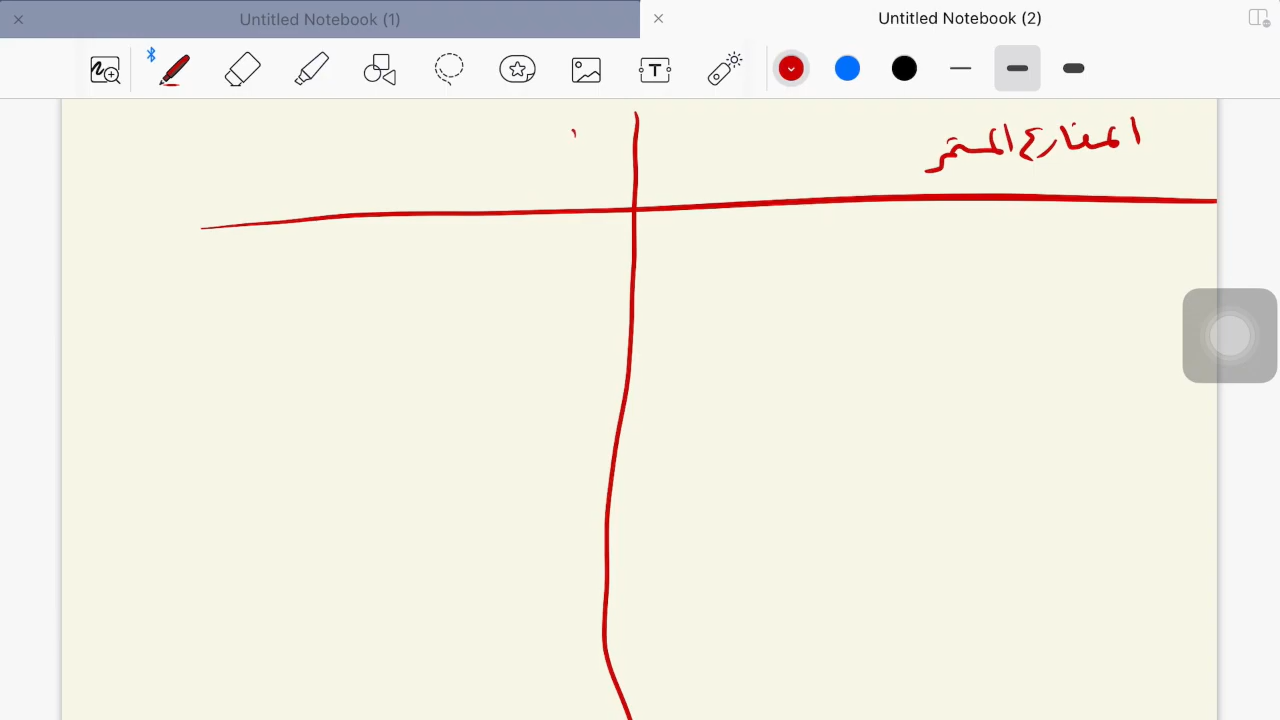 Untitled Notebook (1)
Untitled Notebook (2)
T
المضارع المستمر